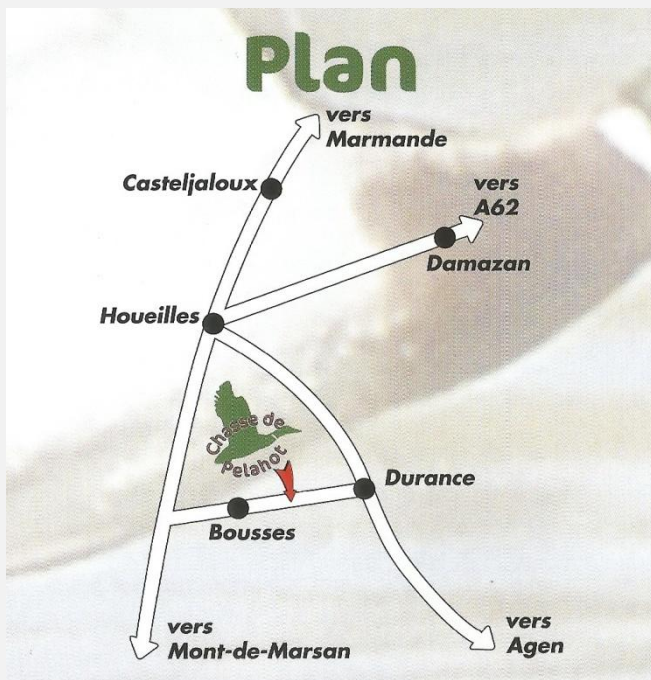 Plan
vers
Marmande
Casteljaloux
vers
A62
Damazan
Houeilles
Chasse de
Pelahot
Durance
Bousses
vers
Mont-de-Marsan
vers
Agen